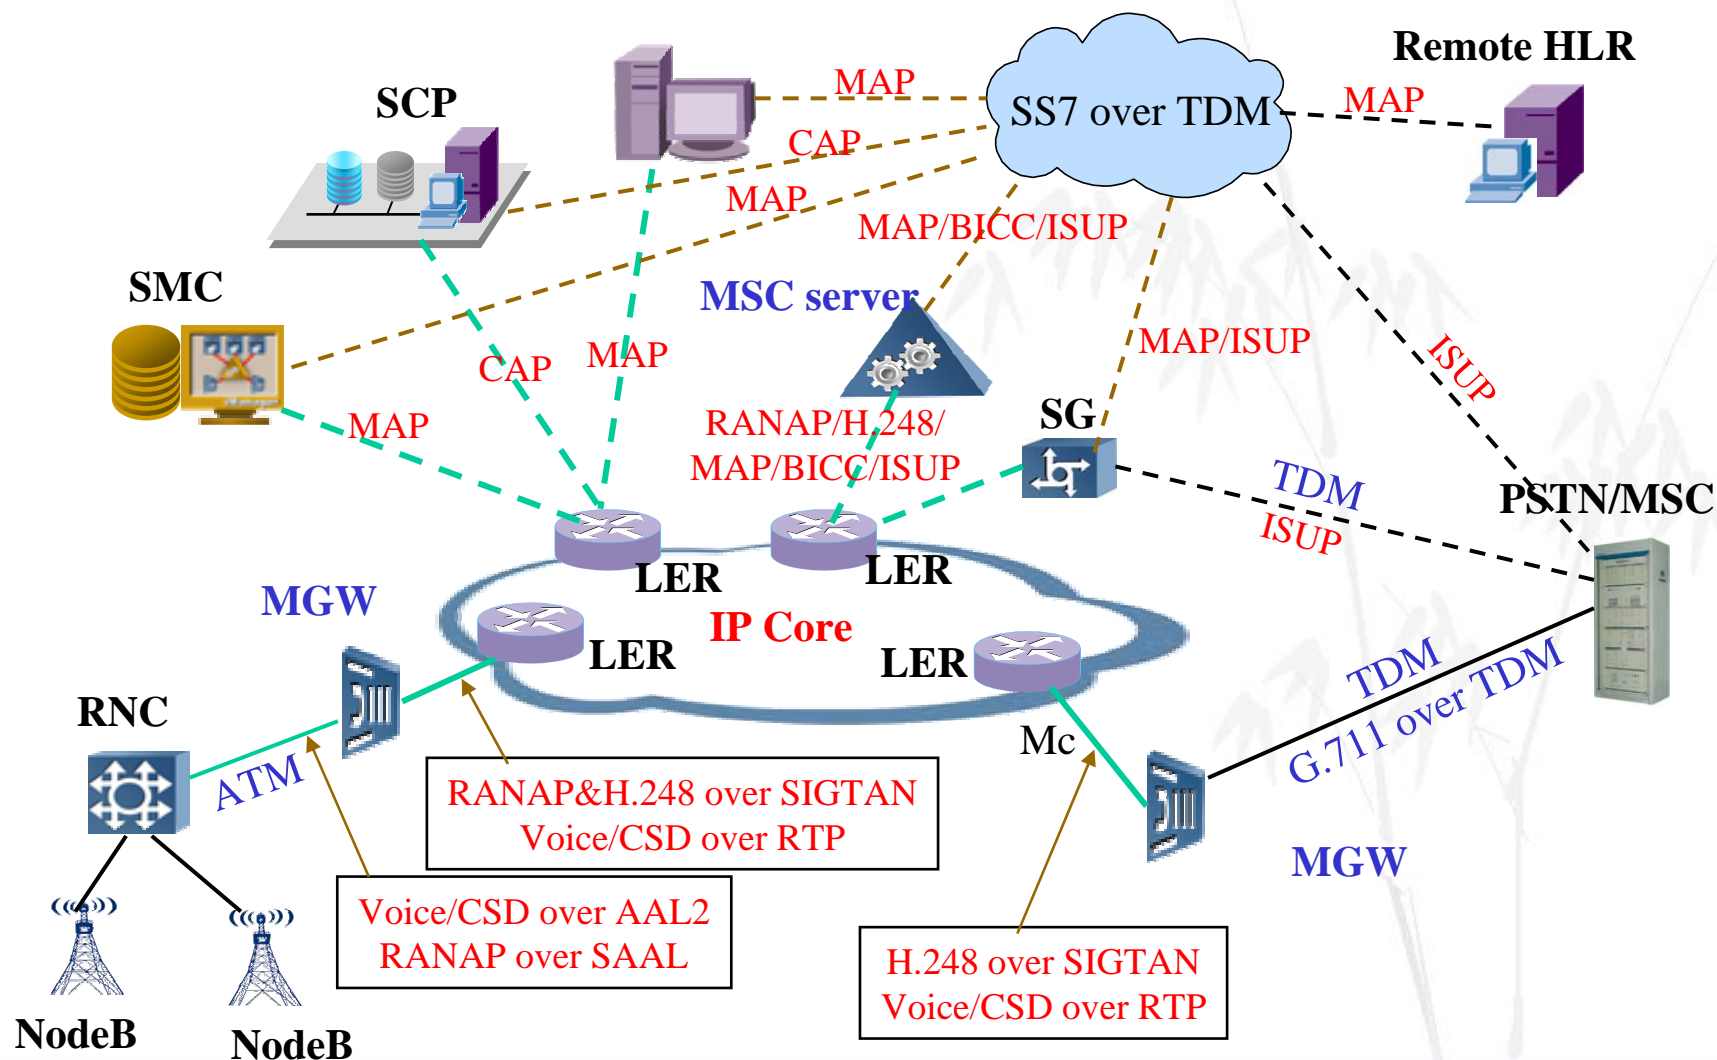 Remote HLR
MAP
SS7 over TDM
MAP
SCP
CAP
MAP
MAP/BICC/ISUP
SMC
MSC server
MAP/ISUP
ISUP
CAP
MAP
MAP
RANAP/H.248/
MAP/BICC/ISUP
SG
TDM
ISUP
PSTN/MSC
LER
LER
MGW
IP Core
LER
LER
TDM
G.711 over TDM
RNC
Mc
ATM
RANAP&H.248 over SIGTAN
Voice/CSD over RTP
MGW
Voice/CSD over AAL2
RANAP over SAAL
H.248 over SIGTAN
Voice/CSD over RTP
NodeB
NodeB